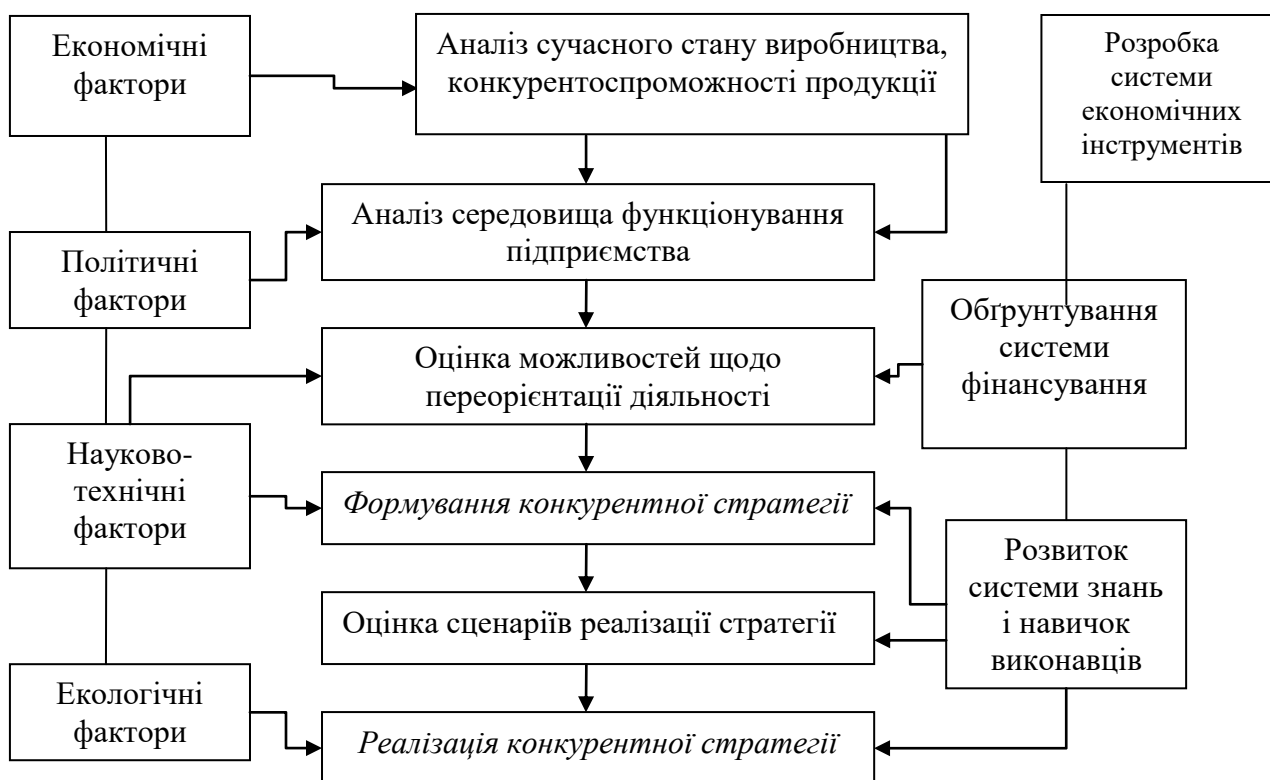 Економічні
фактори
Аналіз сучасного стану виробництва,
конкурентоспроможності продукції
Розробка
системи
економічних
інструментів
Політичні
фактори
Аналіз середовища функціонування
підприємства
Оцінка можливостей щодо
переорієнтації діяльності
Обґрунтування
системи
фінансування
Науково-
технічні
фактори
Формування конкурентної стратегії
Розвиток
системи знань
і навичок
виконавців
Оцінка сценаріїв реалізації стратегії
Екологічні
фактори
Реалізація конкурентної стратегії